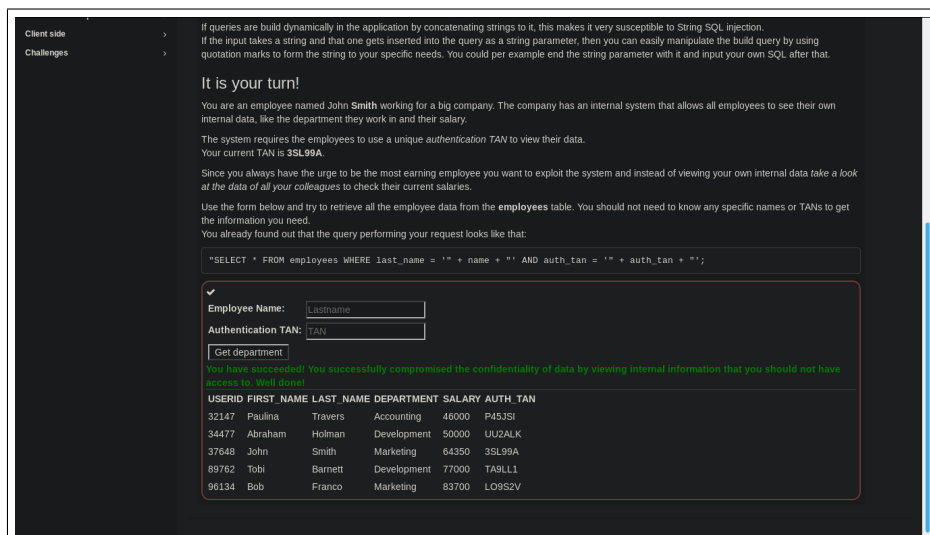 Client side
Challenges
If queries are build dynamically in the application by concatenating strings to it, this makes it very susceptible to String SQL injection.
If the input takes a string and that one gets inserted into the query as a string parameter, then you can easily manipulate the build query by using
quotation marks to form the string to your specific needs. You could per example end the string parameter with it and input your own SQL after that.
It is your turn!
You are an employee named John Smith working for a big company. The company has an internal system that allows all employees to see their own
internal data, like the department they work in and their salary.
The system requires the employees to use a unique authentication TAN to view their data.
Your current TAN is 3SL99A.
Since you always have the urge to be the most earning employee you want to exploit the system and instead of viewing your own internal data take a look
at the data of all your colleagues to check their current salaries.
Use the form below and try to retrieve all the employee data from the employees table. You should not need to know any specific names or TANs to get
the information you need.
You already found out that the query performing your request looks like that:
"SELECT * FROM employees WHERE last_name = '" + name + "' AND auth_tan = '" + auth_tan + "';
Employee Name: Lastname
Authentication TAN: TAN
Get department
You have succeeded! You successfully compromised the confidentiality of data by viewing internal information that you should not have
access to. Well done!
USERID FIRST_NAME LAST_NAME DEPARTMENT SALARY AUTH_TAN
32147 Paulina Travers Accounting 46000 P45JSI
34477 Abraham Holman Development 50000 UU2ALK
37648 John Smith Marketing 64350 3SL99A
89762 Tobi Barnett Development 77000 TA9LL1
96134 Bob Franco Marketing 83700 LO9S2V